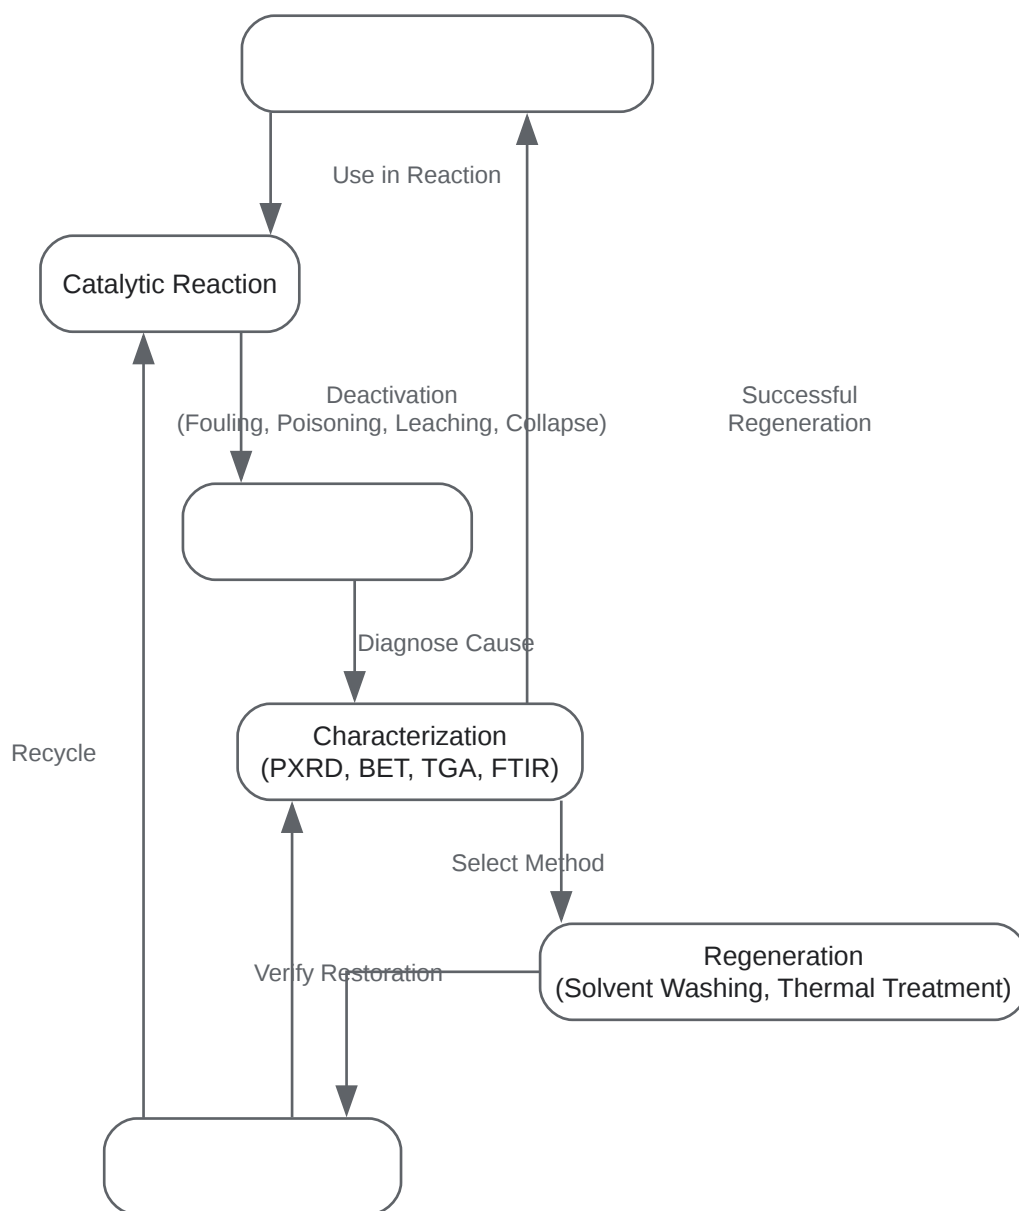 Use in Reaction
Catalytic Reaction
Deactivation
(Fouling, Poisoning, Leaching, Collapse)
Successful
Regeneration
Diagnose Cause
Characterization
(PXRD, BET, TGA, FTIR)
Recycle
Select Method
Regeneration
(Solvent Washing, Thermal Treatment)
Verify Restoration